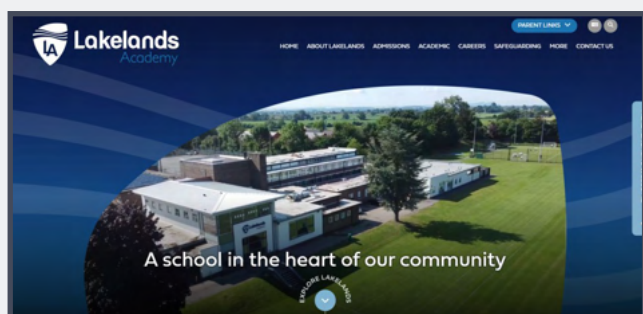 PARENT LINKS
LA
Lakelands
Academy
HOME ABOUT LAKELANDS ADMISSIONS ACADEMIC CAREERS SAFEGUARDING MORE CONTACT US
A school in the heart of our community
EXPLORE LAKELANDS